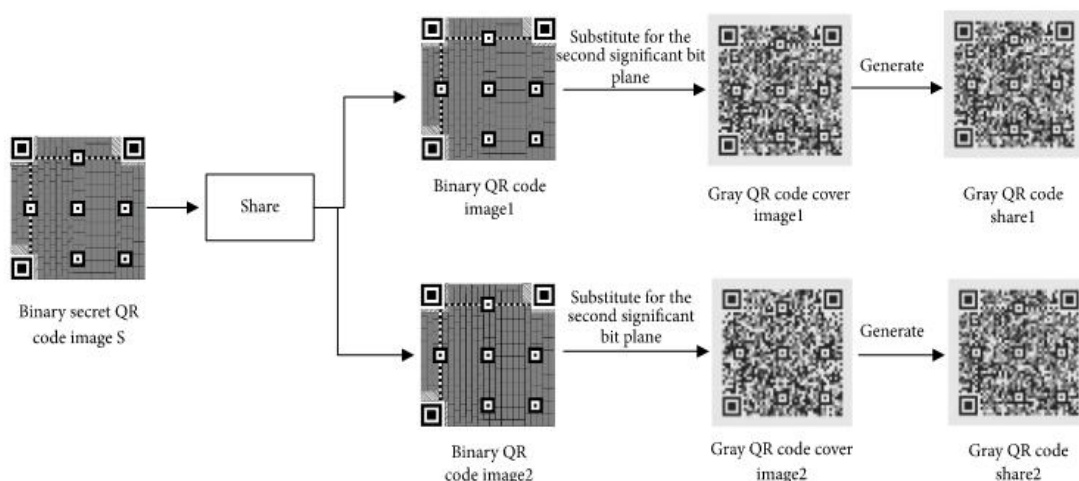 Substitute for the
second significant bit
plane
Generate
Binary QR code
image1
Gray QR code cover
image1
Gray QR code
share1
Share
Binary secret QR
code image S
Substitute for the
second significant
bit plane
Generate
Binary QR
code image2
Gray QR code cover
image2
Gray QR code
share2